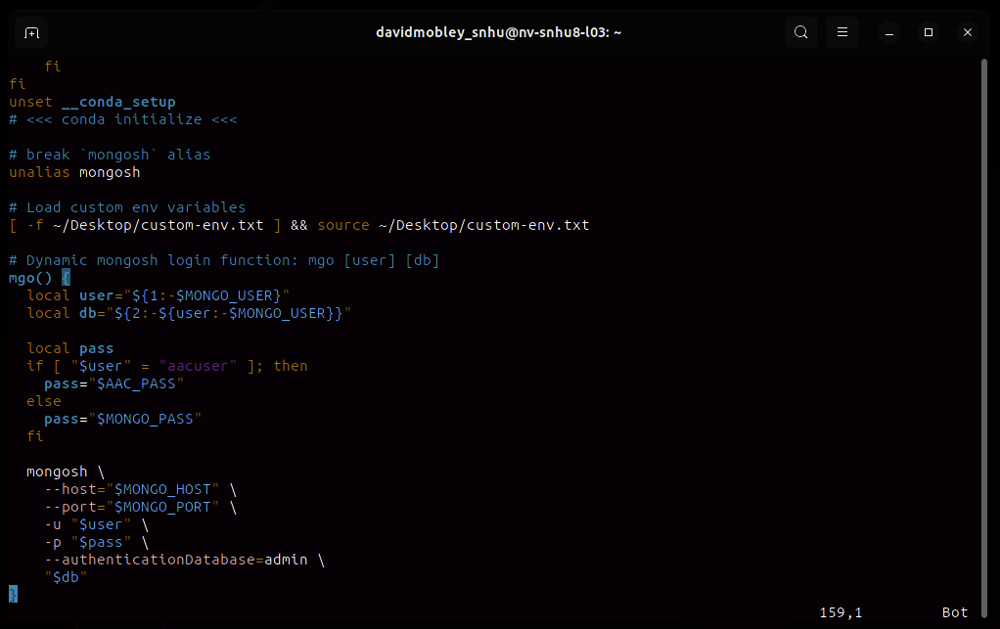 davidmobley_snhu@nv-snhu8-l03: ~
    fi
fi
unset __conda_setup
# <<< conda initialize <<<

# break `mongosh` alias
unalias mongosh

# Load custom env variables
[ -f ~/Desktop/custom-env.txt ] && source ~/Desktop/custom-env.txt

# Dynamic mongosh login function: mgo [user] [db]
mgo() {
  local user="${1:-$MONGO_USER}"
  local db="${2:-${user:-$MONGO_USER}}"

  local pass
  if [ "$user" = "aacuser" ]; then
    pass="$AAC_PASS"
  else
    pass="$MONGO_PASS"
  fi

  mongosh \
    --host="$MONGO_HOST" \
    --port="$MONGO_PORT" \
    -u "$user" \
    -p "$pass" \
    --authenticationDatabase=admin \
    "$db"
}
159,1 Bot